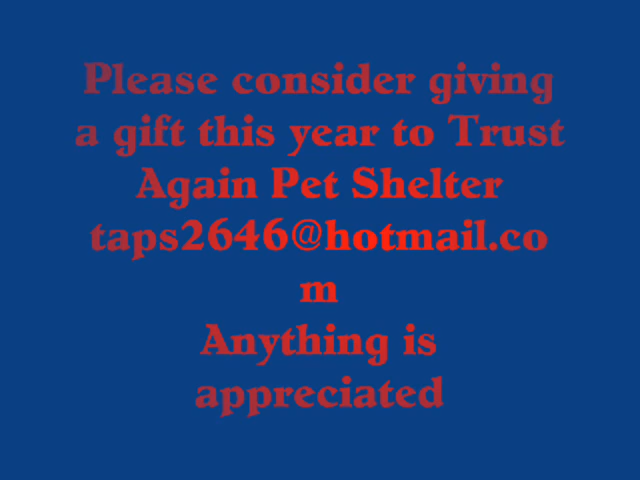 Please consider giving
a gift this year to Trust
Again Pet Shelter
taps2646@hotmail.co
m
Anything is
appreciated